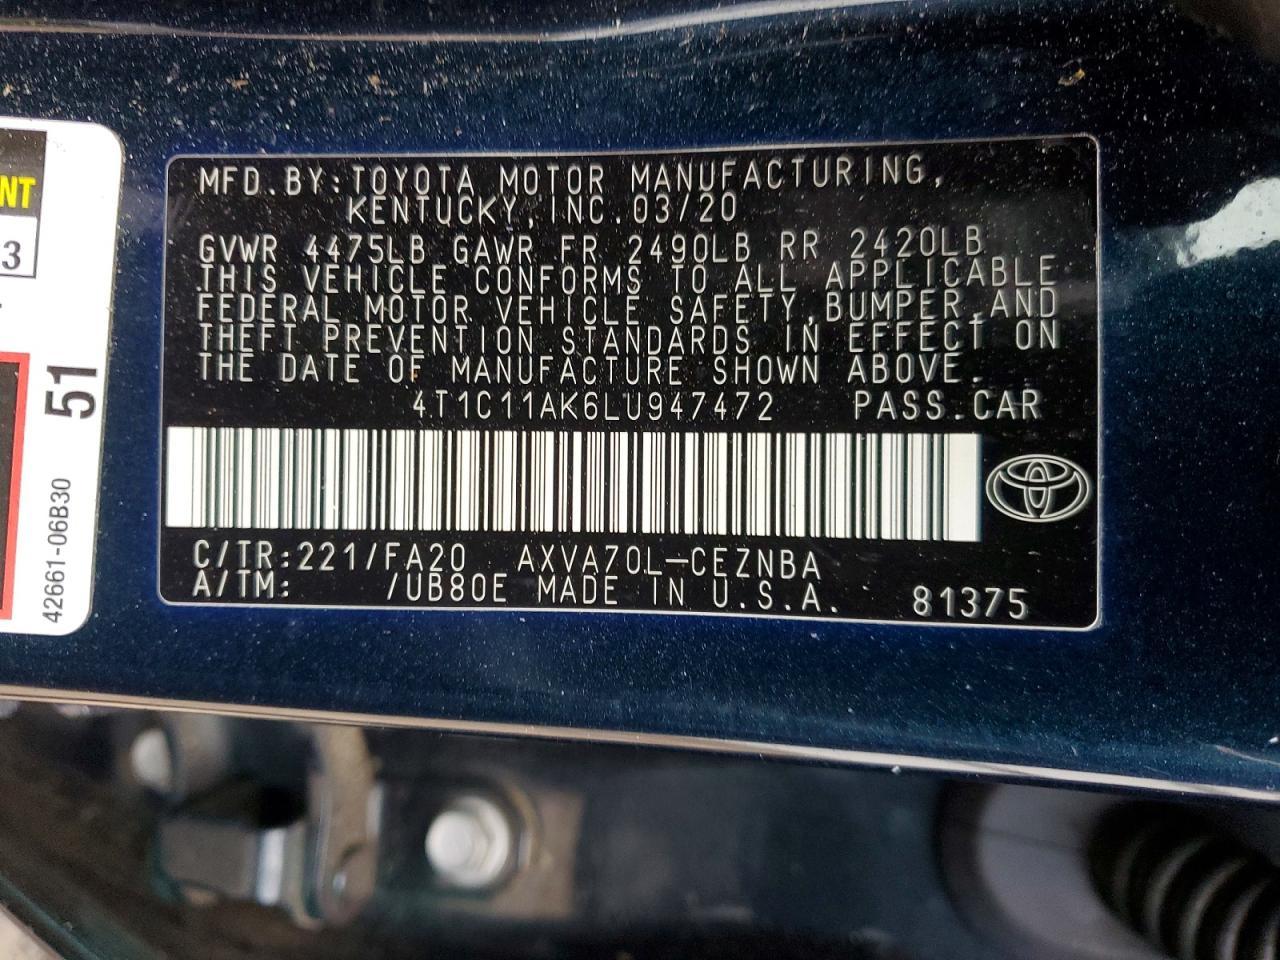 MFD.BY:TOYOTA MOTOR MANUFACTURING,
KENTUCKY,INC.03/20
GVWR 4475LB GAWR FR 2490LB RR 2420LB
THIS VEHICLE CONFORMS TO ALL APPLICABLE
FEDERAL MOTOR VEHICLE SAFETY,BUMPER,AND
THEFT PREVENTION STANDARDS IN EFFECT ON
THE DATE OF MANUFACTURE SHOWN ABOVE.
4T1C11AK6LU947472 PASS.CAR
C/TR:221/FA20 AXVA70L-CEZNBA
A/TM: /UB80E MADE IN U.S.A. 81375
NT
3
51
42661-06B30